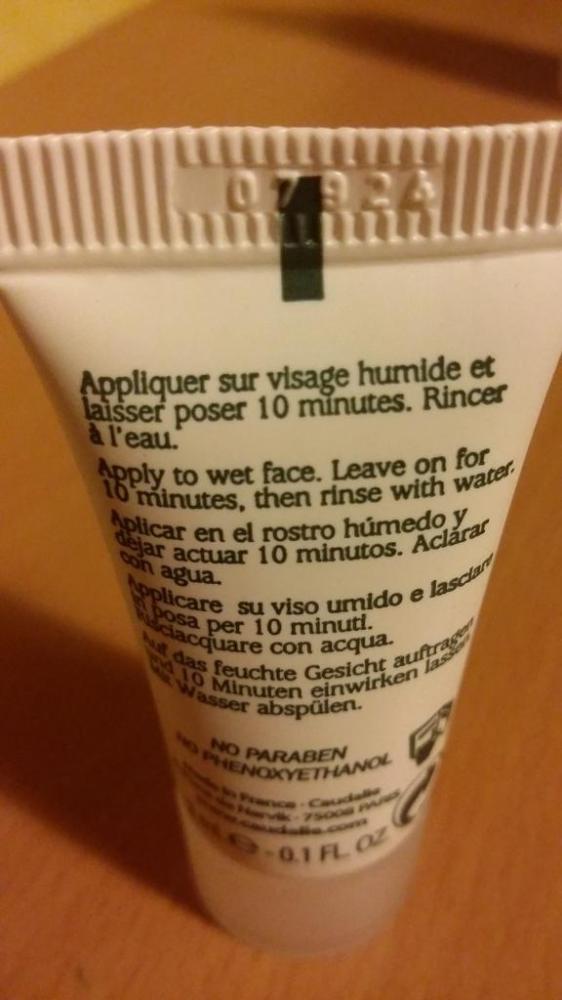 07924
Appliquer sur visage humide et
laisser poser 10 minutes. Rincer
à l'eau.
Apply to wet face. Leave on for
10 minutes, then rinse with water.
Aplicar en el rostro húmedo y
dejar actuar 10 minutos. Aclarar
con agua.
Applicare su viso umido e lasciare
in posa per 10 minuti.
Risciacquare con acqua.
Auf das feuchte Gesicht auftragen
und 10 Minuten einwirken lassen.
Mit Wasser abspülen.
NO PARABEN
NO PHENOXYETHANOL
Made in France - Caudalie
de Narvik - 75008 PARIS
www.caudalie.com
ml e - 0.1 FL. OZ